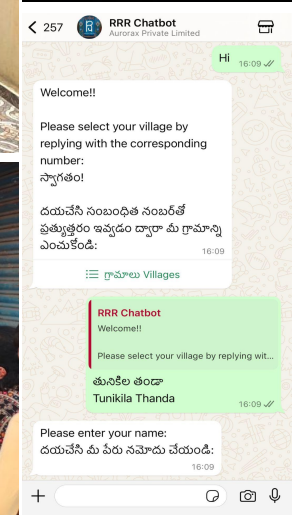 257
RRR Chatbot
Aurorax Private Limited
Hi
16:09
Welcome!!
Please select your village by
replying with the corresponding
number:
స్వాగతం!
దయచేసి సంబంధిత నంబర్‌తో
ప్రత్యుత్తరం ఇవ్వడం ద్వారా మీ గ్రామాన్ని
ఎంచుకోండి:
16:09
గ్రామాలు Villages
RRR Chatbot
Welcome!!
Please select your village by replying wit...
తునికిల తండా
Tunikila Thanda
16:09
Please enter your name:
దయచేసి మీ పేరు నమోదు చేయండి:
16:09